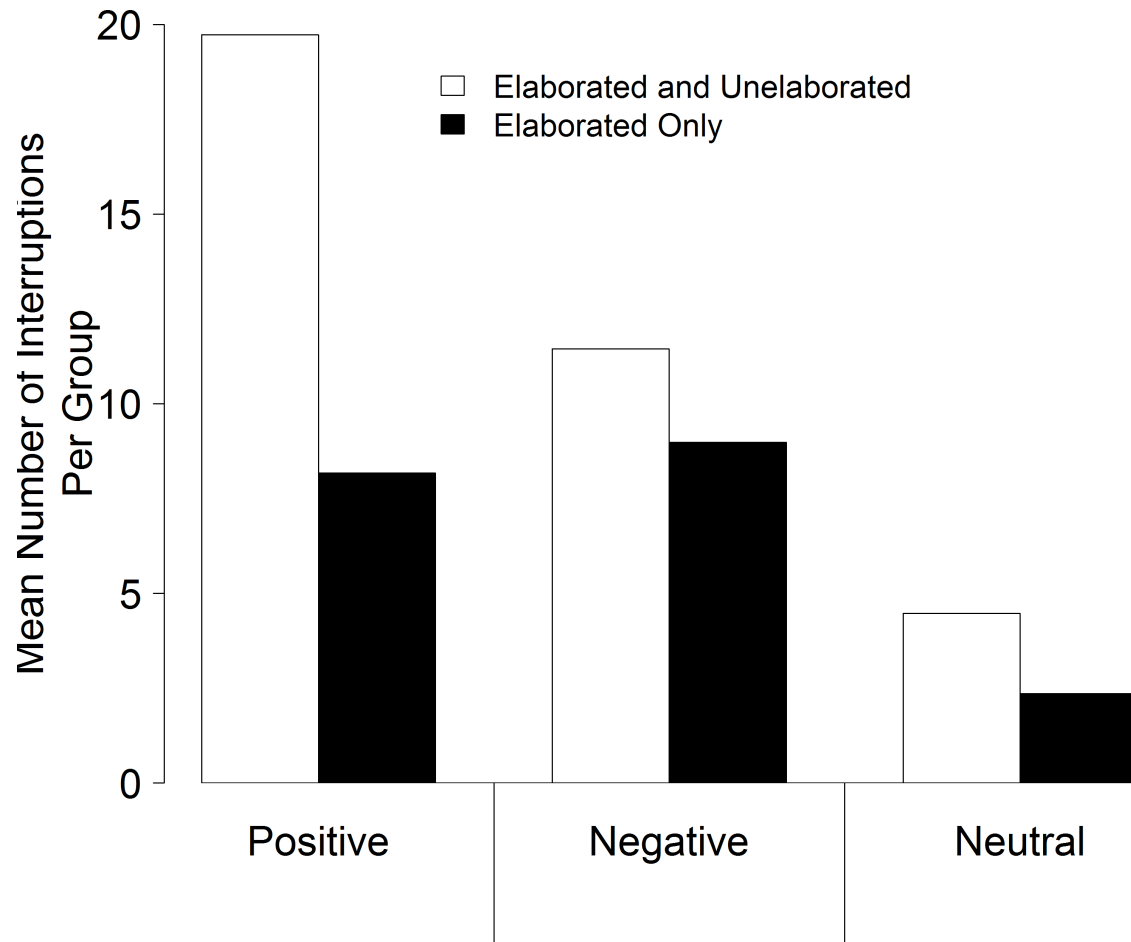 Mean Number of Interruptions
Per Group
20
15
10
5
0
Elaborated and Unelaborated
Elaborated Only
Positive
Negative
Neutral